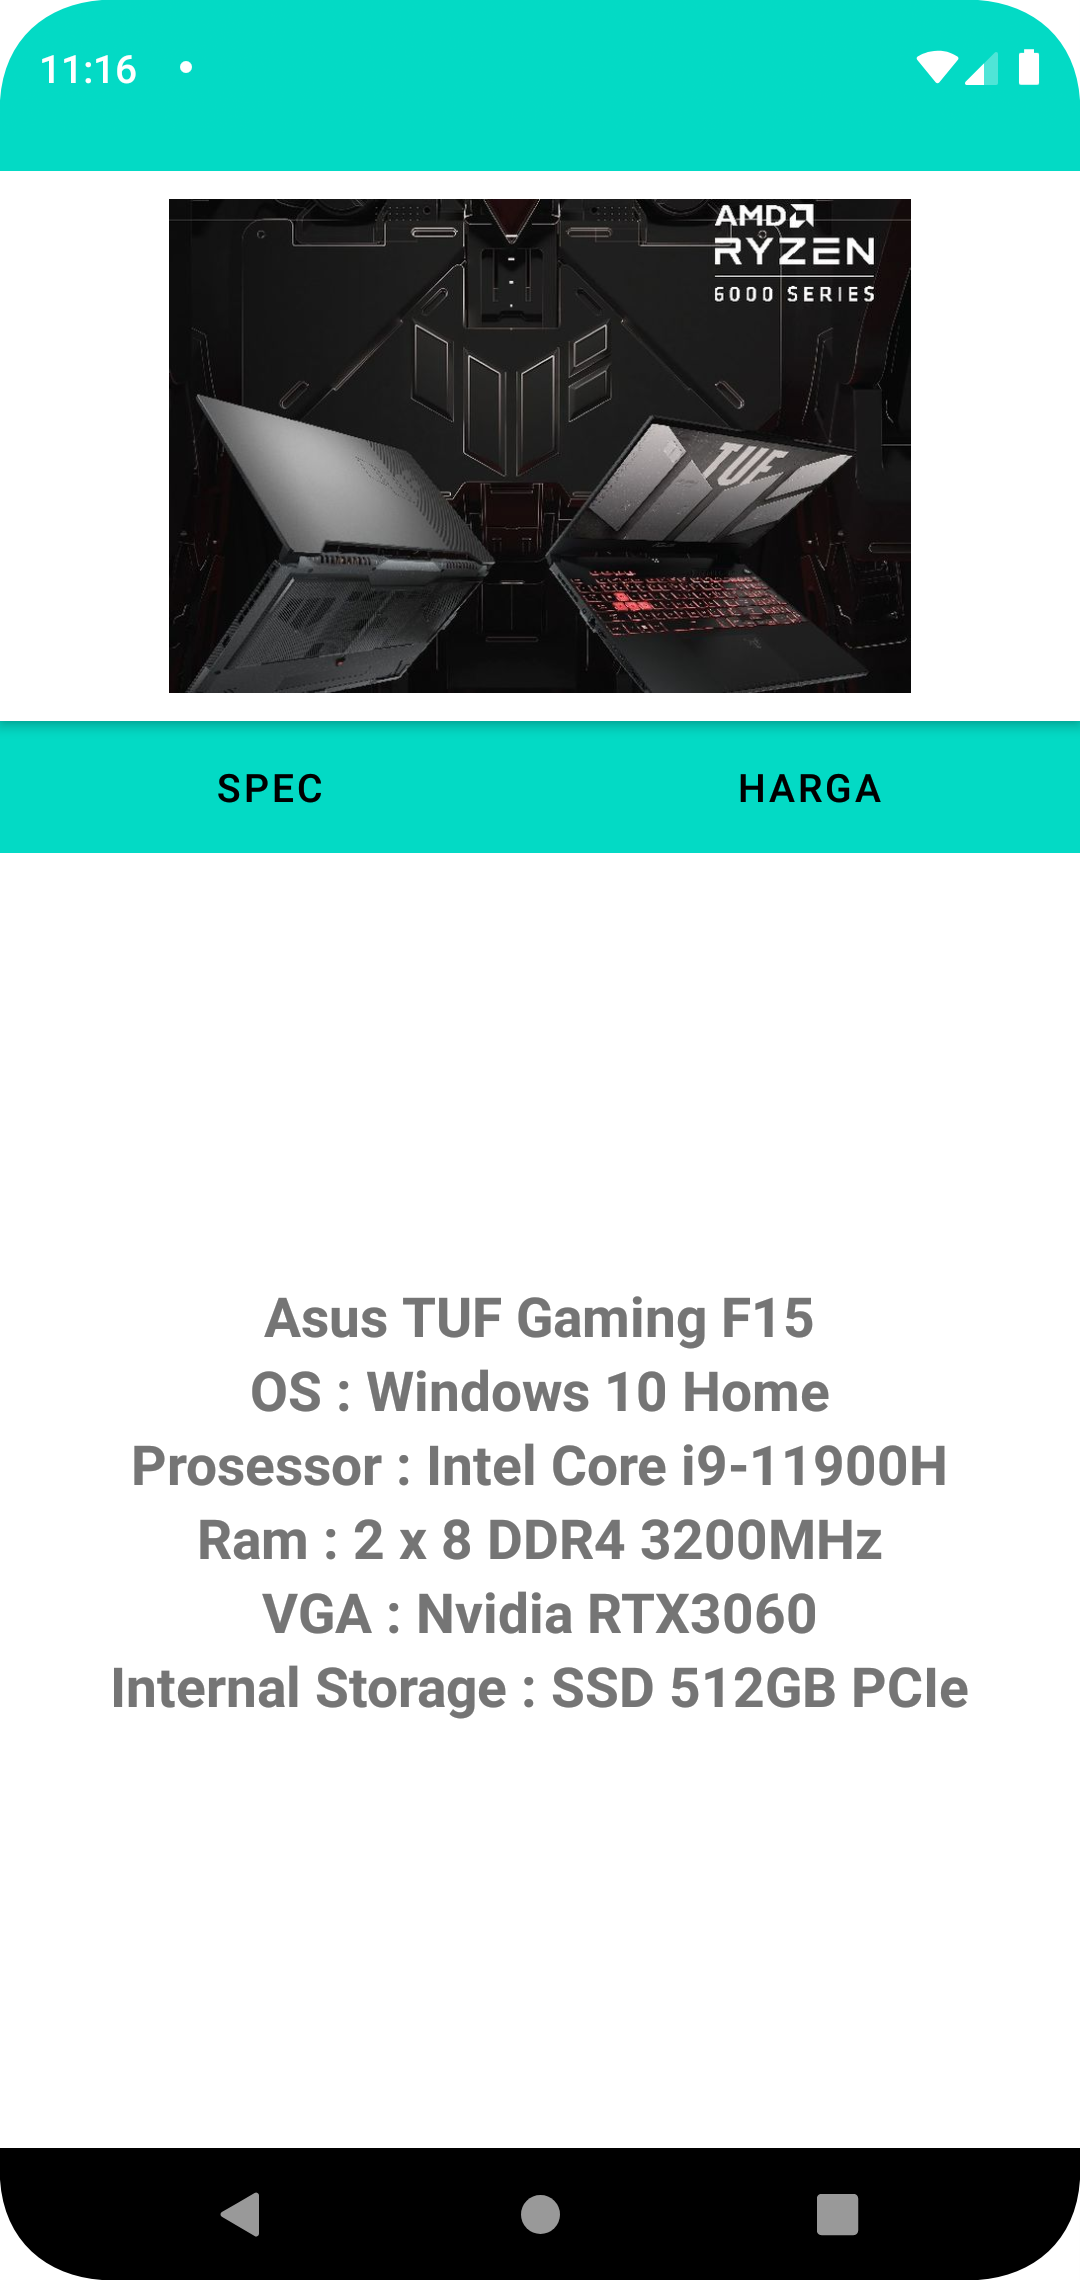 11:16
AMD
RYZEN
6000 SERIES
TUF
SPEC
HARGA
Asus TUF Gaming F15
OS : Windows 10 Home
Prosessor : Intel Core i9-11900H
Ram : 2 x 8 DDR4 3200MHz
VGA : Nvidia RTX3060
Internal Storage : SSD 512GB PCIe